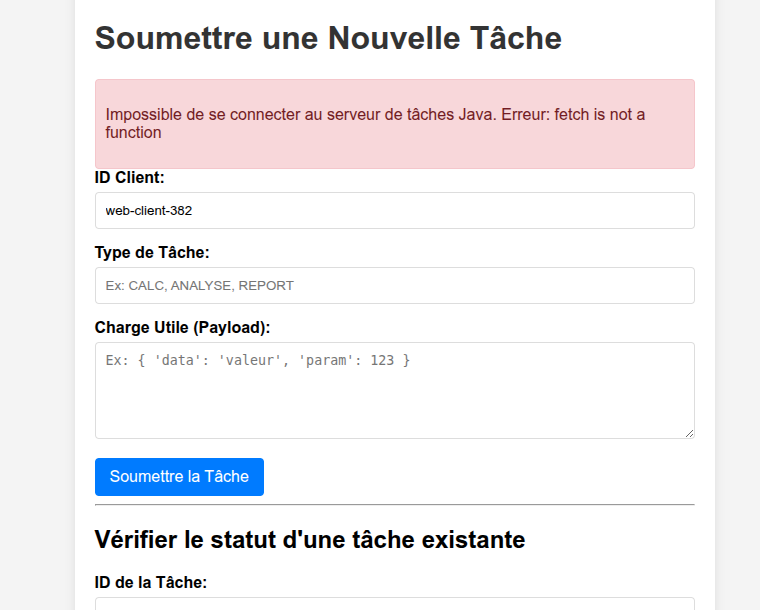 Soumettre une Nouvelle Tâche
Impossible de se connecter au serveur de tâches Java. Erreur: fetch is not a
function
ID Client:
web-client-382
Type de Tâche:
Ex: CALC, ANALYSE, REPORT
Charge Utile (Payload):
Ex: { 'data': 'valeur', 'param': 123 }
Soumettre la Tâche
Vérifier le statut d'une tâche existante
ID de la Tâche: